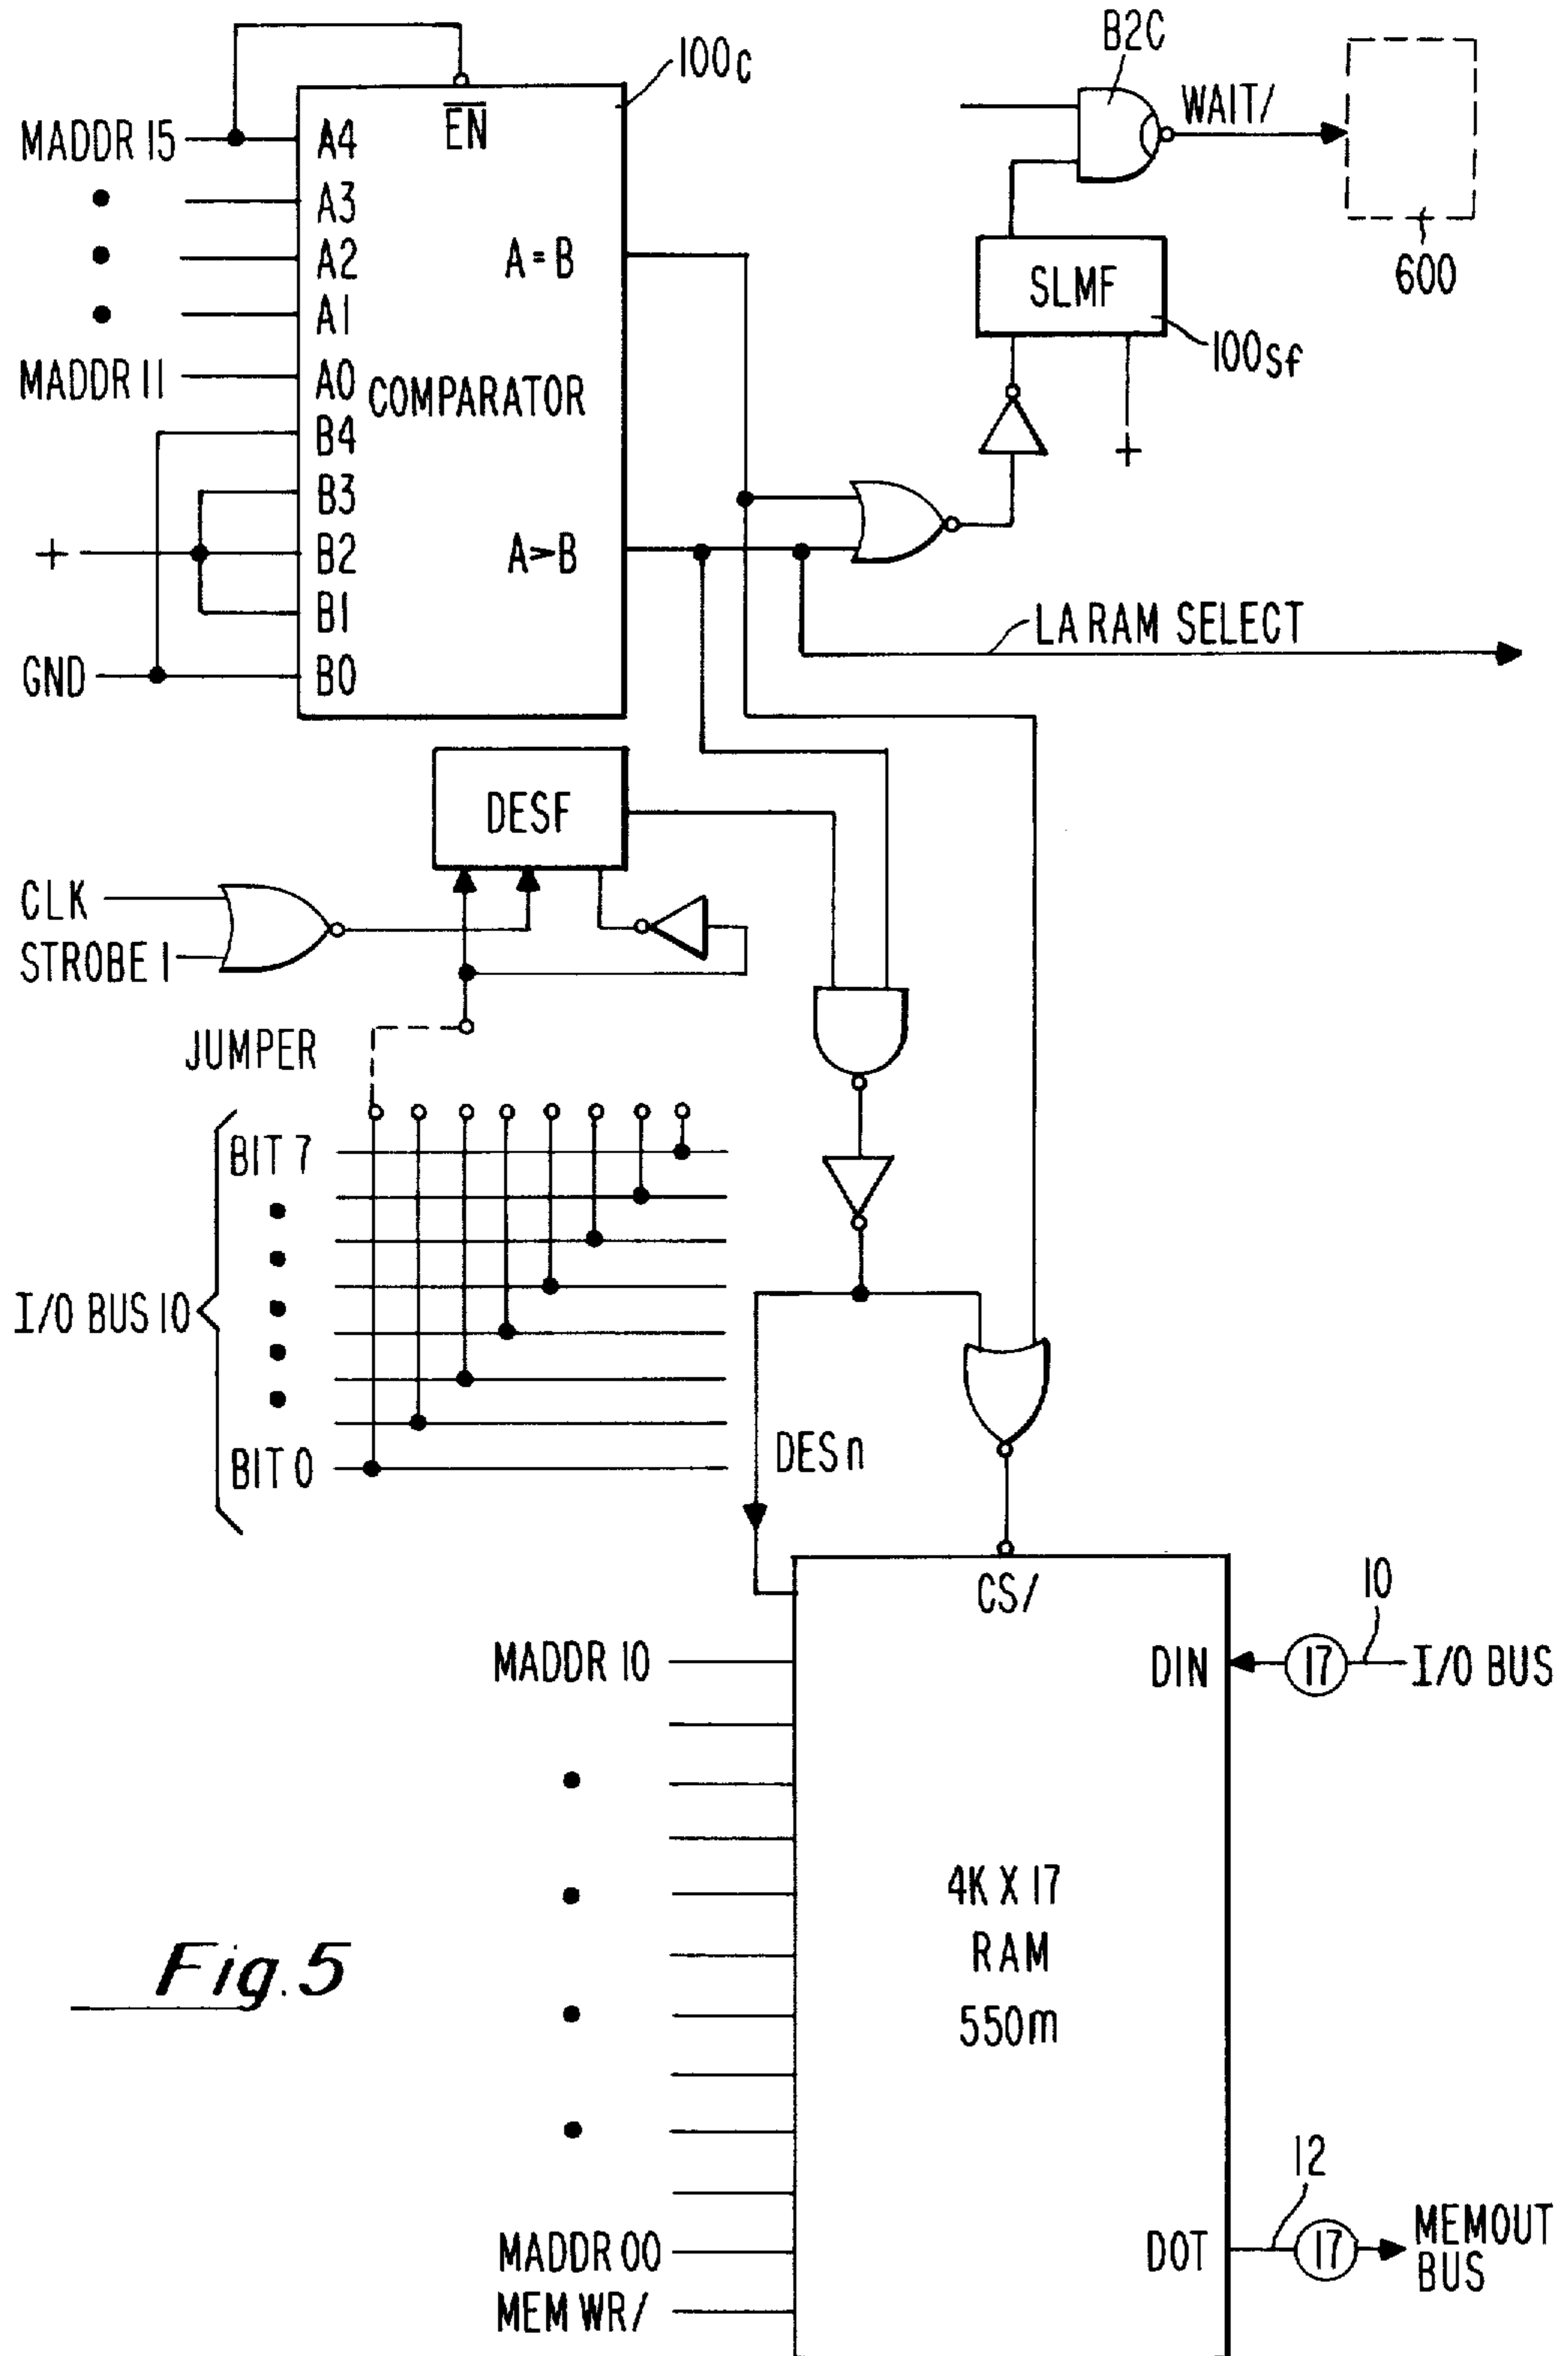 B2C
100c
WAIT/
MADDR 15
A4
EN
A3
A2
A = B
A1
SLMF
600
100sf
MADDR 11
A0
COMPARATOR
B4
B3
+
+
B2
A>B
B1
LA RAM SELECT
GND
B0
DESF
CLK
STROBE 1
JUMPER
BIT 7
I/O BUS 10
BIT 0
DES n
CS/
10
MADDR 10
DIN
17
I/O BUS
4K X 17
RAM
550m
Fig. 5
12
MADDR 00
DOT
17
MEMOUT
BUS
MEM WR/